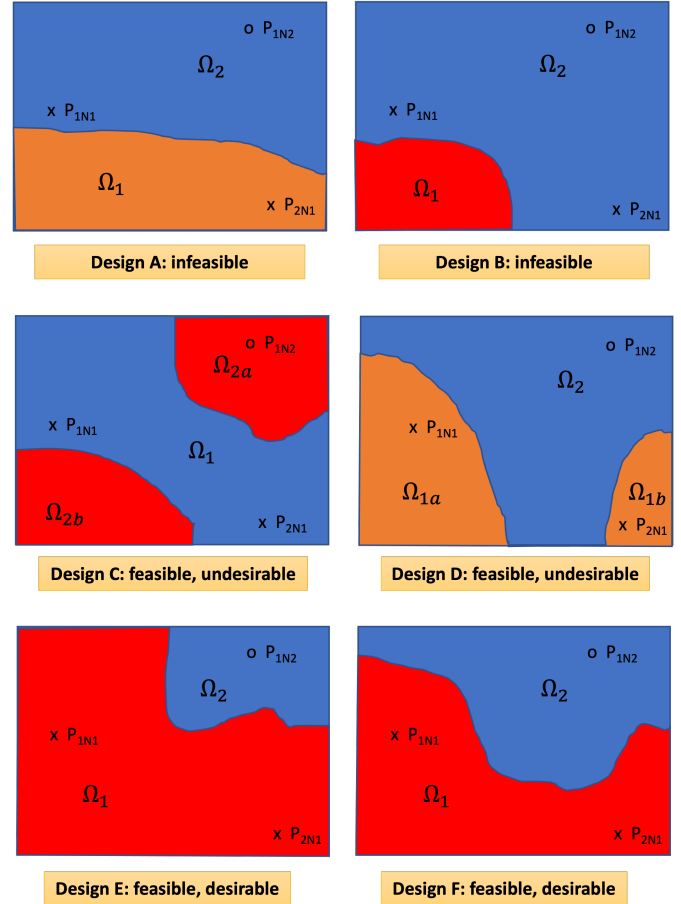 o P1N2
Ω2
x P1N1
Ω1
x P2N1
Design A: infeasible
o P1N2
Ω2
x P1N1
Ω1
x P2N1
Design B: infeasible
o P1N2
Ω2a
x P1N1
Ω1
Ω2b
x P2N1
Design C: feasible, undesirable
o P1N2
Ω2
x P1N1
Ω1a
Ω1b
x P2N1
Design D: feasible, undesirable
o P1N2
Ω2
x P1N1
Ω1
x P2N1
Design E: feasible, desirable
o P1N2
Ω2
x P1N1
Ω1
x P2N1
Design F: feasible, desirable